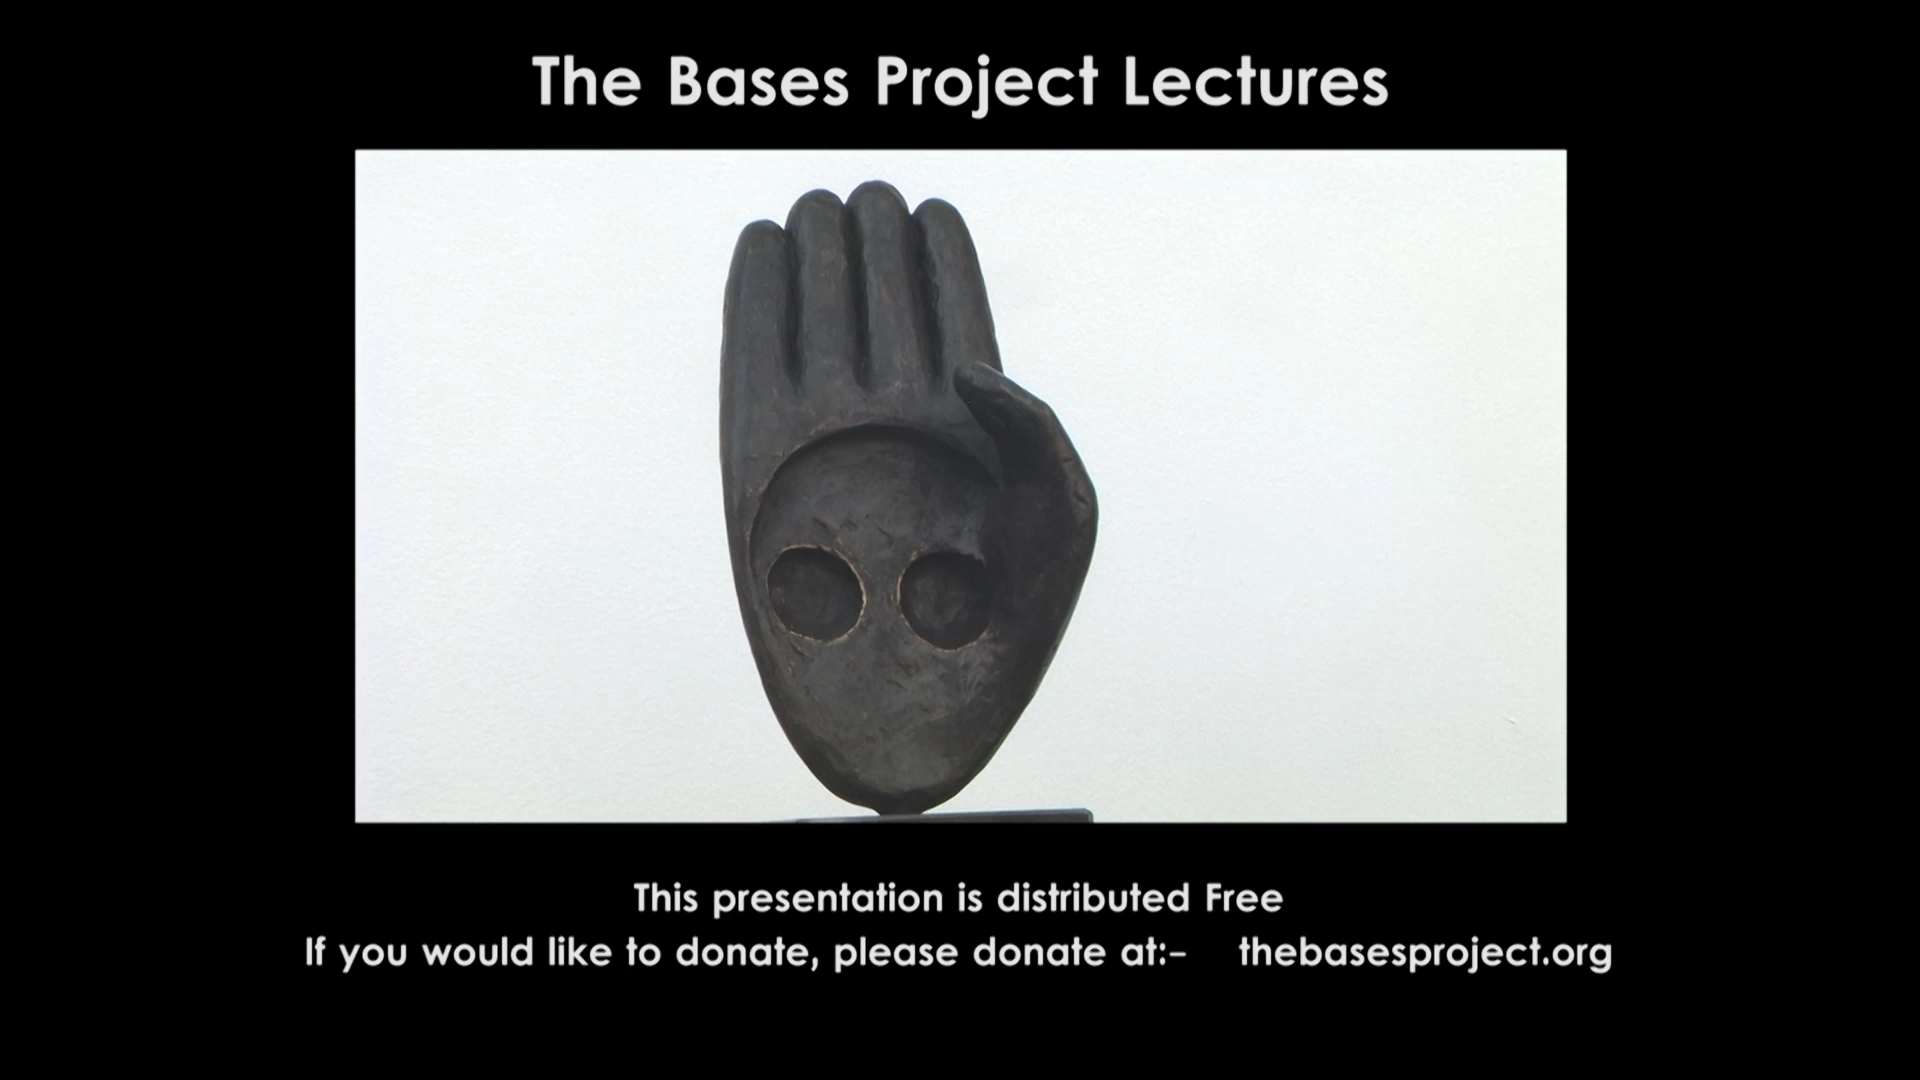 The Bases Project Lectures
This presentation is distributed Free
If you would like to donate, please donate at:- thebasesproject.org